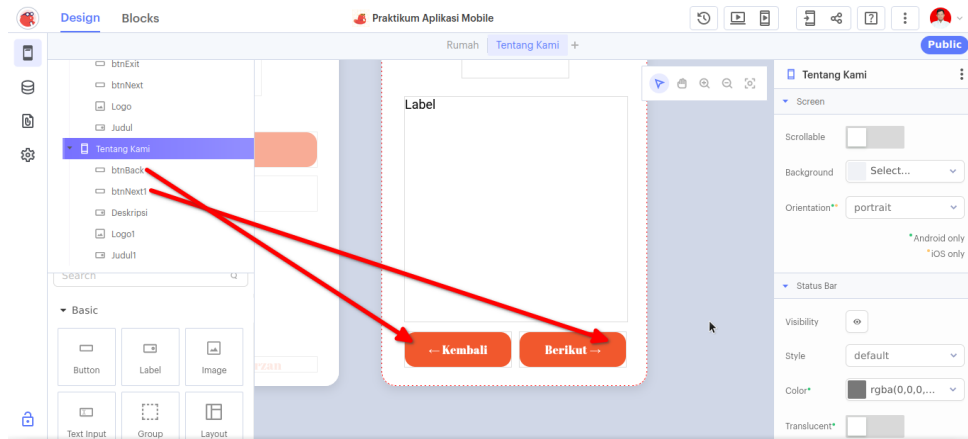 Design
Blocks
Praktikum Aplikasi Mobile
Rumah
Tentang Kami
+
Public
btnExit
btnNext
Logo
Judul
Tentang Kami
btnBack
btnNext1
Deskripsi
Logo1
Judul1
Search
Basic
Button
Label
Image
Text Input
Group
Layout
Label
← Kembali
Berikut →
Tentang Kami
Screen
Scrollable
Background
Select...
Orientation**
portrait
*Android only
*iOS only
Status Bar
Visibility
Style
default
Color*
rgba(0,0,0,...
Translucent*